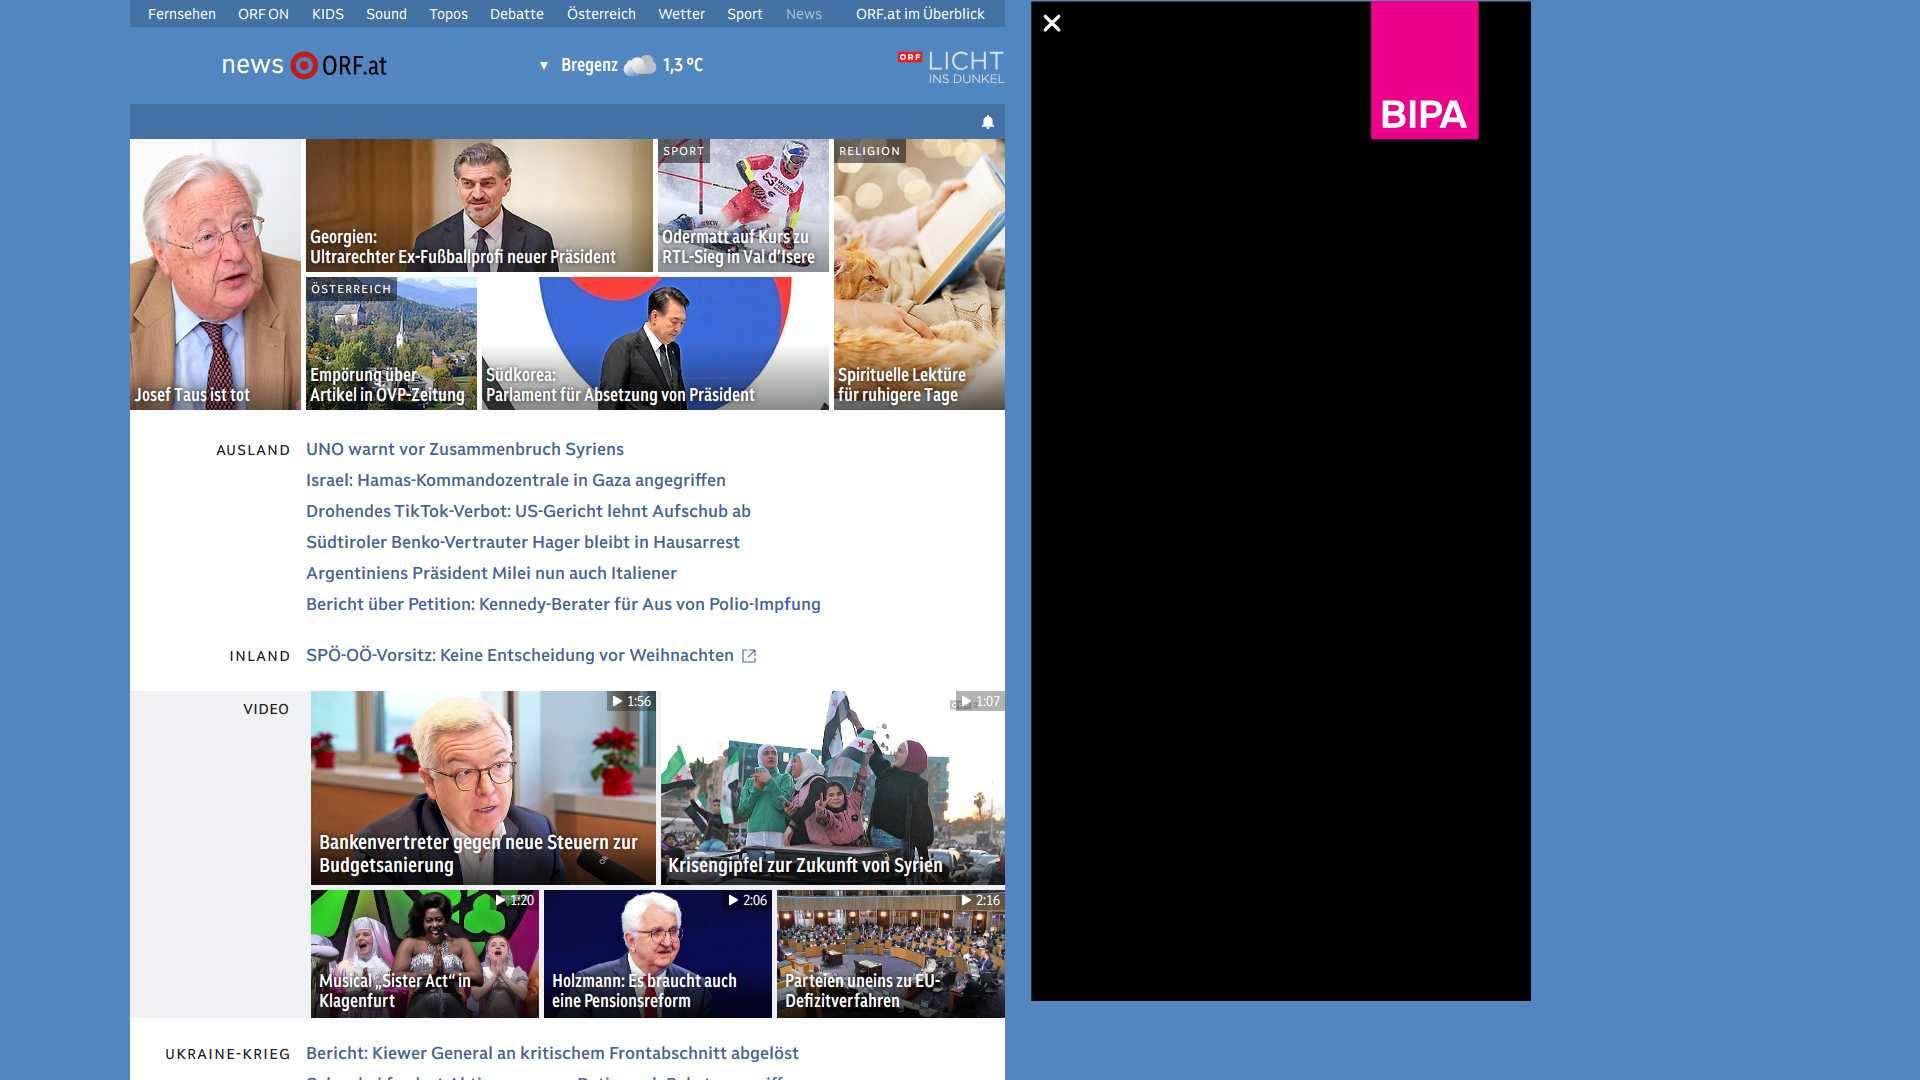 Fernsehen ORF ON KIDS Sound Topos Debatte Österreich Wetter Sport News ORF.at im Überblick
news ORF.at
Bregenz 1,3 °C
ORF LICHT
INS DUNKEL
BIPA
Josef Taus ist tot
Georgien:
Ultrarechter Ex-Fußballprofi neuer Präsident
SPORT
Odermatt auf Kurs zu
RTL-Sieg in Val d'Isere
RELIGION
Spirituelle Lektüre
für ruhigere Tage
ÖSTERREICH
Empörung über
Artikel in ÖVP-Zeitung
Südkorea:
Parlament für Absetzung von Präsident
AUSLAND
UNO warnt vor Zusammenbruch Syriens
Israel: Hamas-Kommandozentrale in Gaza angegriffen
Drohendes TikTok-Verbot: US-Gericht lehnt Aufschub ab
Südtiroler Benko-Vertrauter Hager bleibt in Hausarrest
Argentiniens Präsident Milei nun auch Italiener
Bericht über Petition: Kennedy-Berater für Aus von Polio-Impfung
INLAND
SPÖ-OÖ-Vorsitz: Keine Entscheidung vor Weihnachten
VIDEO
1:56
Bankenvertreter gegen neue Steuern zur
Budgetsanierung
1:07
Krisengipfel zur Zukunft von Syrien
1:20
Musical „Sister Act“ in
Klagenfurt
2:06
Holzmann: Es braucht auch
eine Pensionsreform
2:16
Parteien uneins zu EU-
Defizitverfahren
UKRAINE-KRIEG
Bericht: Kiewer General an kritischem Frontabschnitt abgelöst